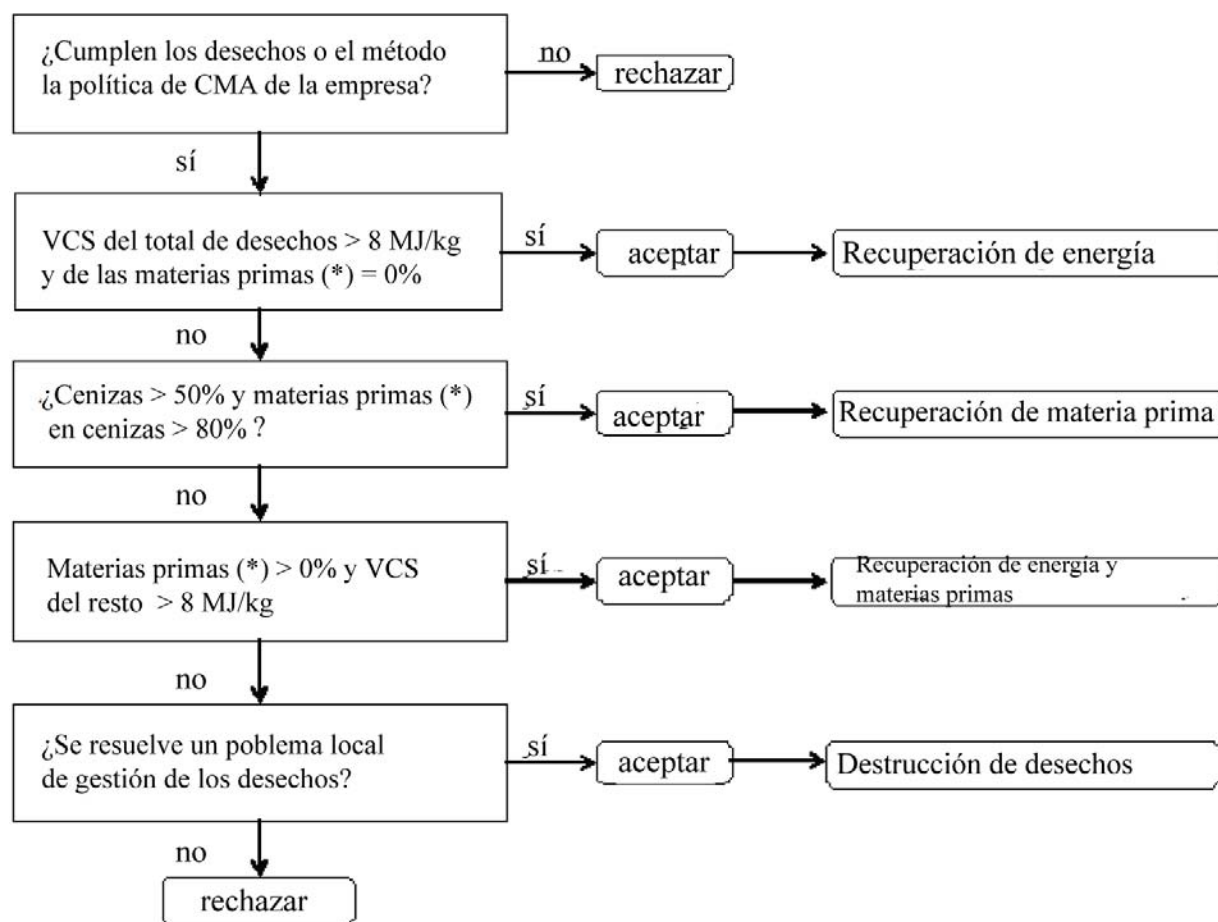 ¿Cumplen los desechos o el método
la política de CMA de la empresa?
no
rechazar
sí
VCS del total de desechos > 8 MJ/kg
y de las materias primas (*) = 0%
sí
aceptar
Recuperación de energía
no
¿Cenizas > 50% y materias primas (*)
en cenizas > 80% ?
sí
aceptar
Recuperación de materia prima
no
Materias primas (*) > 0% y VCS
del resto > 8 MJ/kg
sí
aceptar
Recuperación de energía y
materias primas
no
¿Se resuelve un poblema local
de gestión de los desechos?
sí
aceptar
Destrucción de desechos
no
rechazar